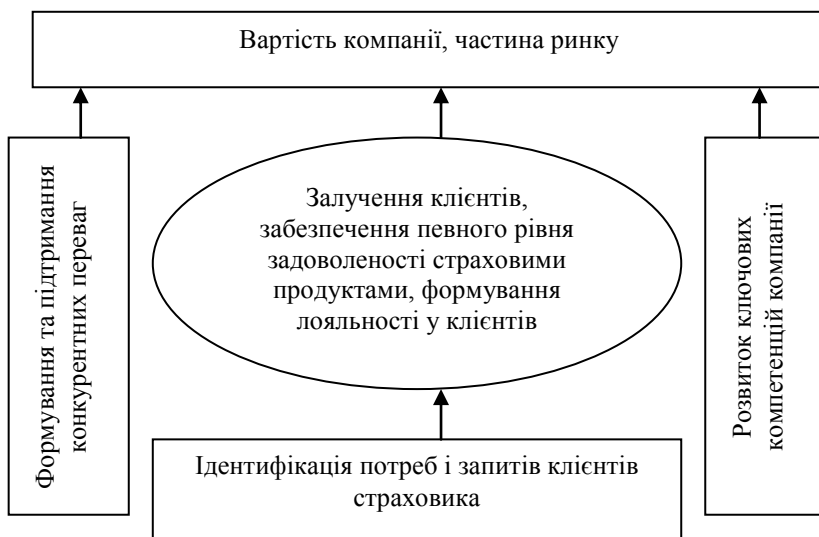 Вартість компанії, частина ринку
Формування та підтримання
конкурентних переваг
Залучення клієнтів,
забезпечення певного рівня
задоволеності страховими
продуктами, формування
лояльності у клієнтів
Розвиток ключових
компетенцій компанії
Ідентифікація потреб і запитів клієнтів
страховика